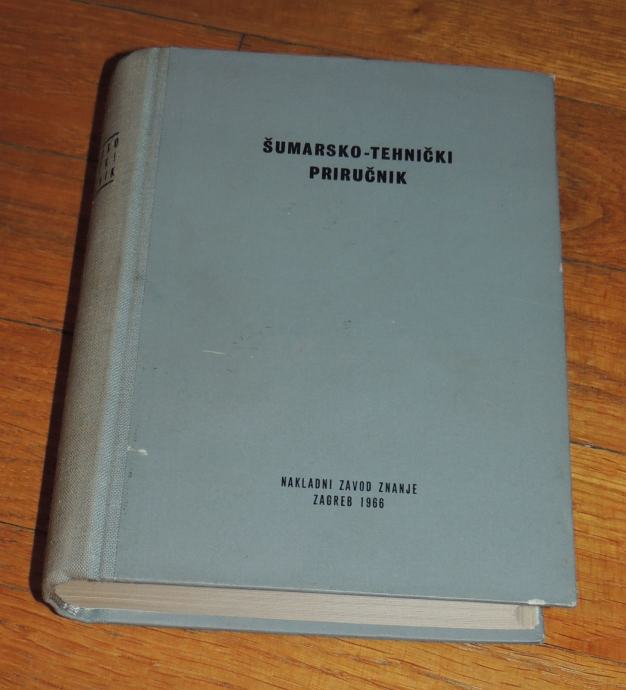 ŠUMARSKO-TEHNIČKI
PRIRUČNIK
NAKLADNI ZAVOD ZNANJE
ZAGREB 1966